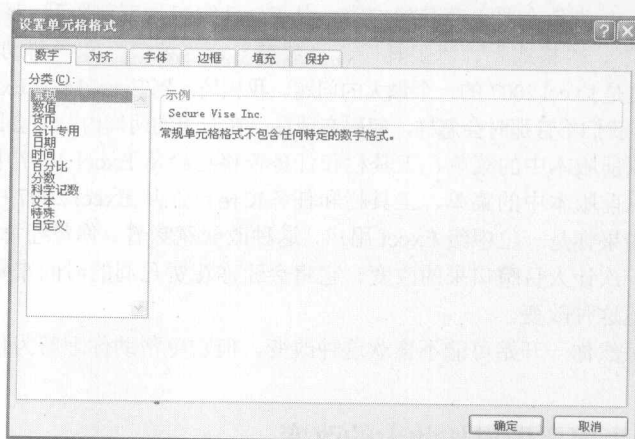 设置单元格格式
数字 对齐 字体 边框 填充 保护
分类(C):
常规
数值
货币
会计专用
日期
时间
百分比
分数
科学记数
文本
特殊
自定义
示例
Secure Vise Inc.
常规单元格格式不包含任何特定的数字格式。
确定 取消